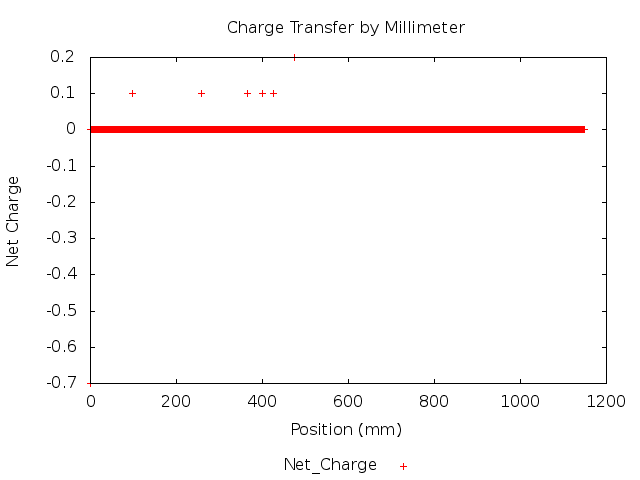 Charge Transfer by Millimeter
0.2
0.1
0
-0.1
-0.2
-0.3
-0.4
-0.5
-0.6
-0.7
Net Charge
0 200 400 600 800 1000 1200
Position (mm)
Net_Charge